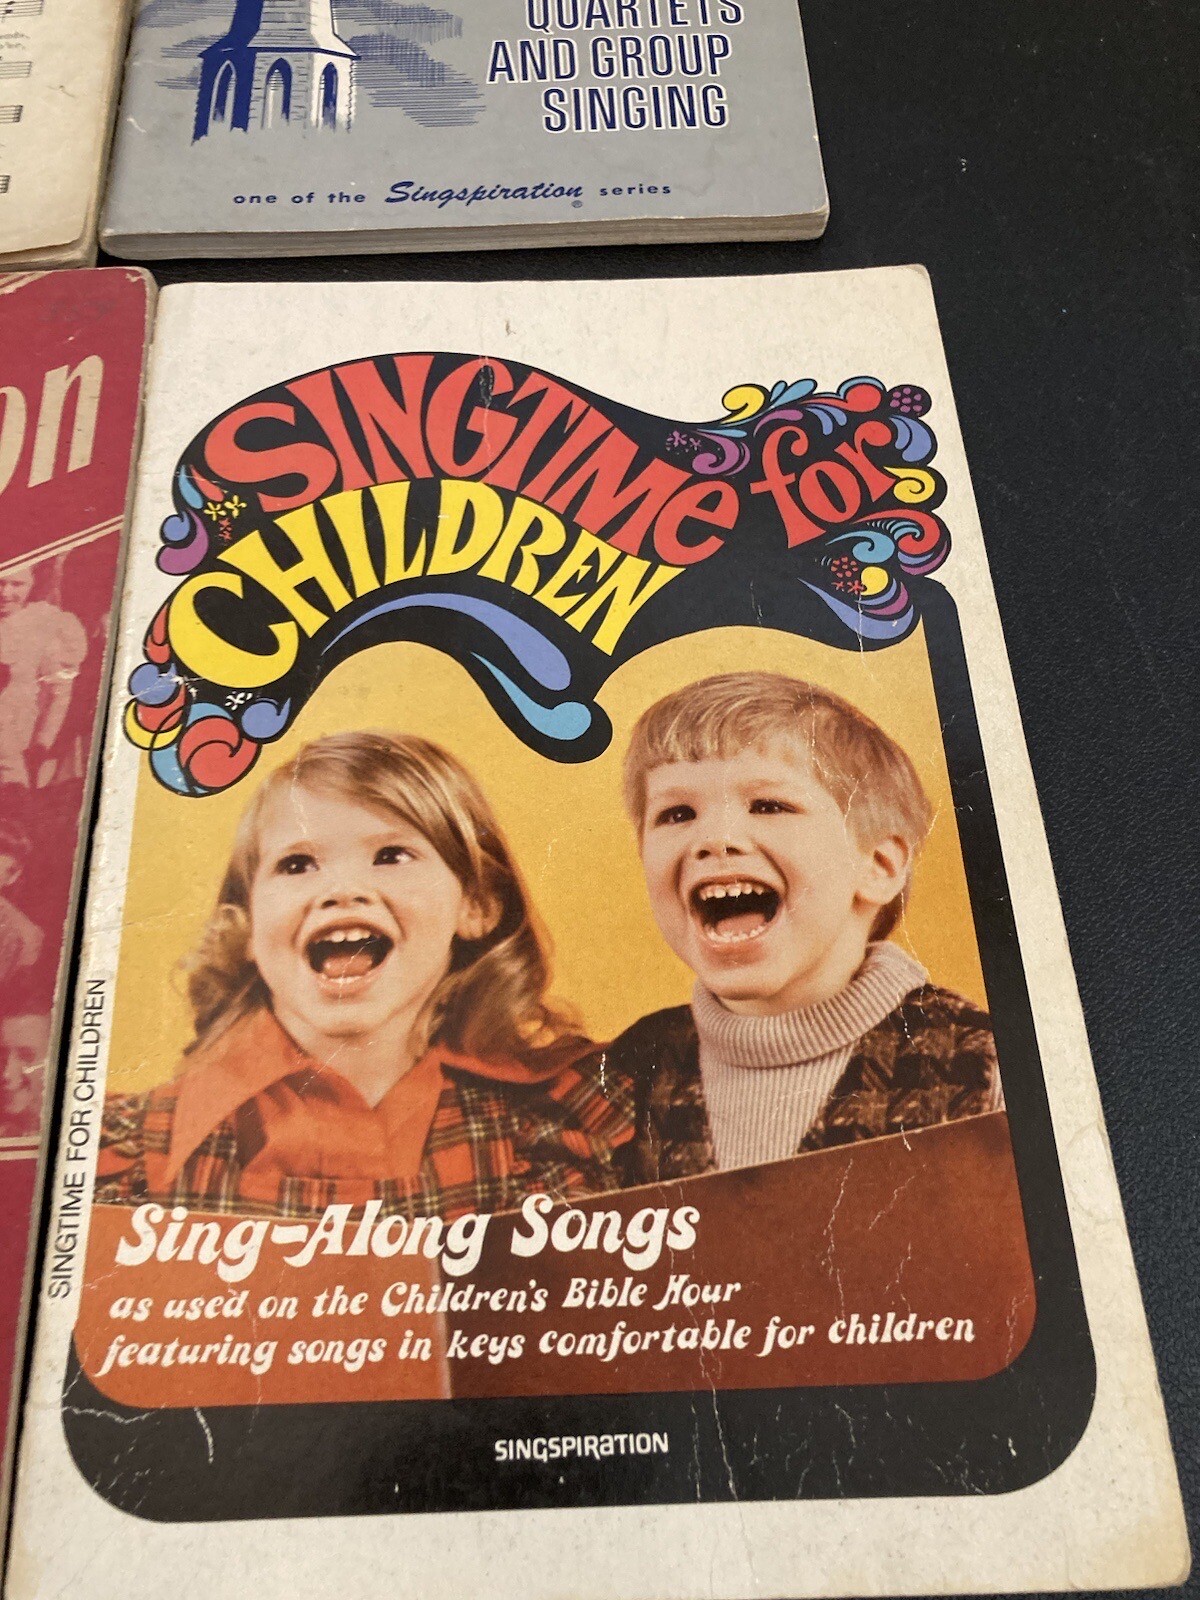 QUARTETS
AND GROUP
SINGING
one of the Singspiration® series
on
SINGTIME for
CHILDREN
SINGTIME FOR CHILDREN
Sing-Along Songs
as used on the Children's Bible Hour
featuring songs in keys comfortable for children
SINGSPIRATION